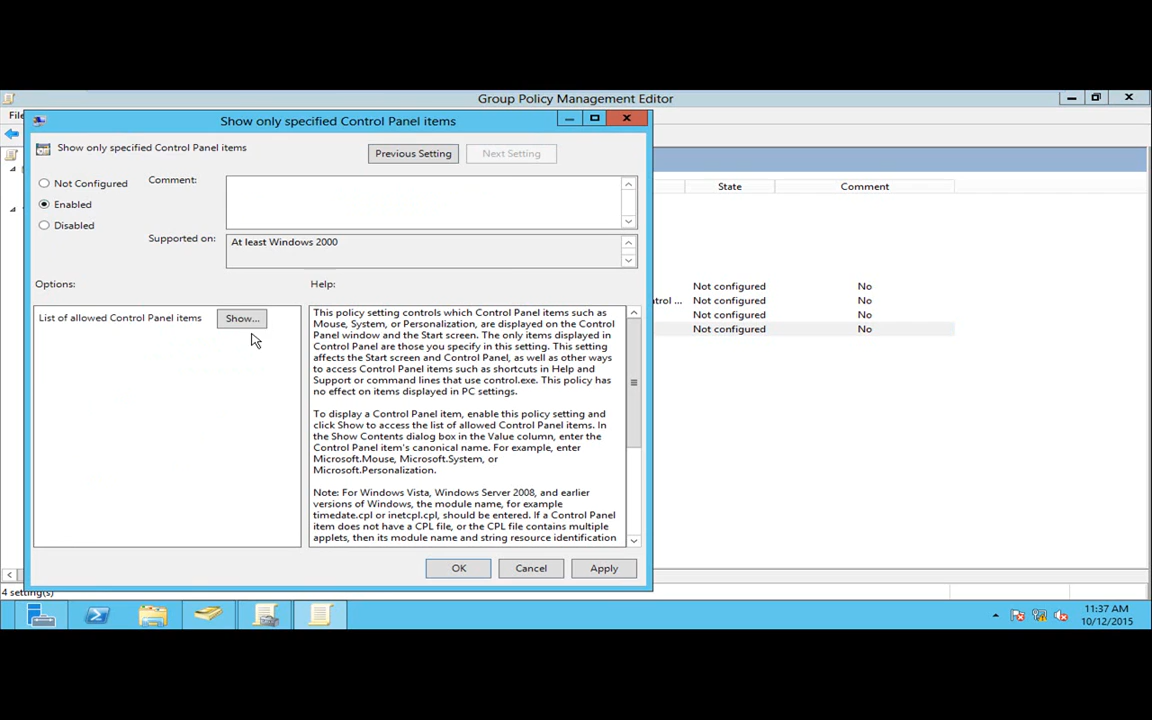 Group Policy Management Editor
File
Show only specified Control Panel items
Show only specified Control Panel items
Previous Setting
Next Setting
Not Configured
Comment:
Enabled
Disabled
Supported on:
At least Windows 2000
Options:
Help:
List of allowed Control Panel items
Show...
This policy setting controls which Control Panel items such as
Mouse, System, or Personalization, are displayed on the Control
Panel window and the Start screen. The only items displayed in
Control Panel are those you specify in this setting. This setting
affects the Start screen and Control Panel, as well as other ways
to access Control Panel items such as shortcuts in Help and
Support or command lines that use control.exe. This policy has
no effect on items displayed in PC settings.
To display a Control Panel item, enable this policy setting and
click Show to access the list of allowed Control Panel items. In
the Show Contents dialog box in the Value column, enter the
Control Panel item's canonical name. For example, enter
Microsoft.Mouse, Microsoft.System, or
Microsoft.Personalization.
Note: For Windows Vista, Windows Server 2008, and earlier
versions of Windows, the module name, for example
timedate.cpl or inetcpl.cpl, should be entered. If a Control Panel
item does not have a CPL file, or the CPL file contains multiple
applets, then its module name and string resource identification
OK
Cancel
Apply
State
Comment
Not configured
No
ntrol ...
Not configured
No
Not configured
No
Not configured
No
4 setting(s)
11:37 AM
10/12/2015